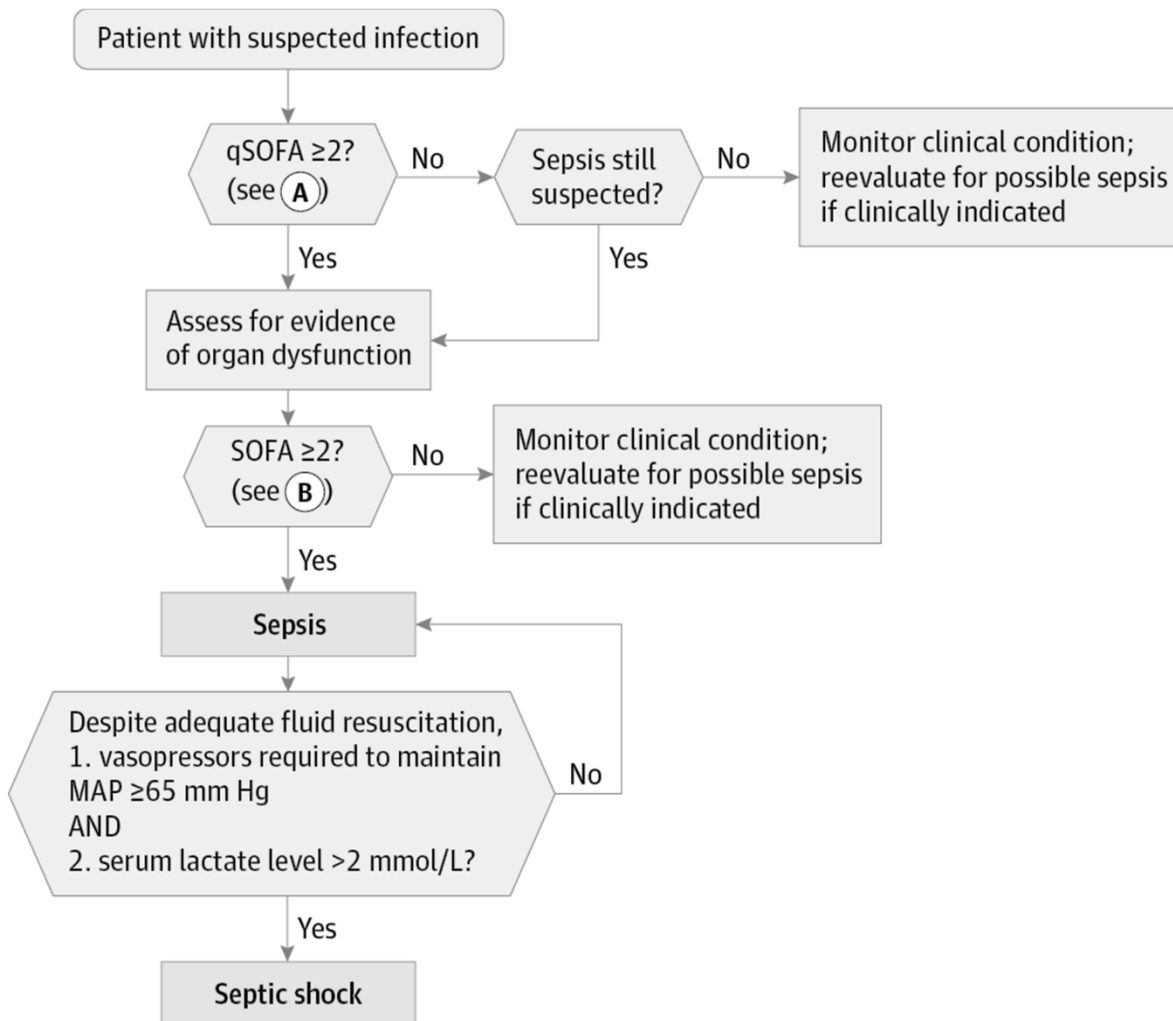 Patient with suspected infection
qSOFA ≥2?
(see A)
No
Sepsis still
suspected?
No
Monitor clinical condition;
reevaluate for possible sepsis
if clinically indicated
Yes
Yes
Assess for evidence
of organ dysfunction
SOFA ≥2?
(see B)
No
Monitor clinical condition;
reevaluate for possible sepsis
if clinically indicated
Yes
Sepsis
Despite adequate fluid resuscitation,
1. vasopressors required to maintain
MAP ≥65 mm Hg
AND
2. serum lactate level >2 mmol/L?
No
Yes
Septic shock